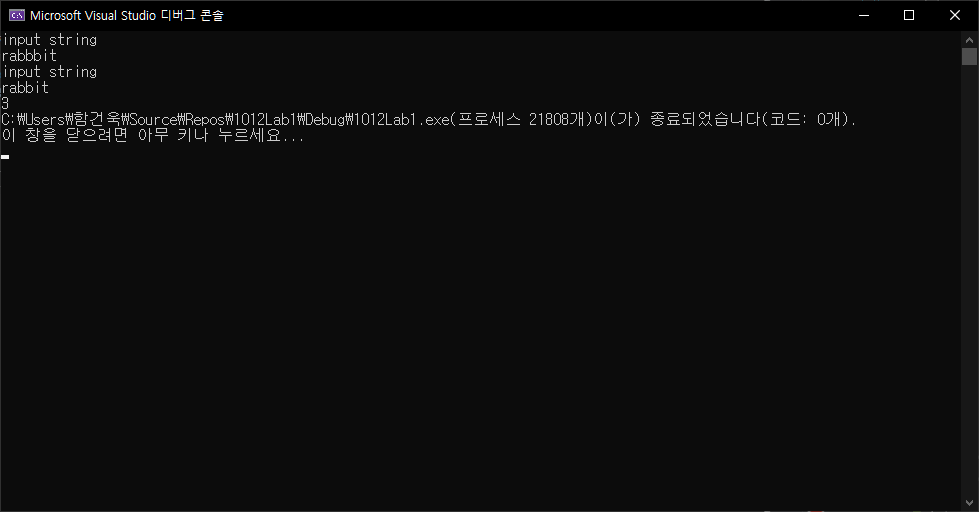 Microsoft Visual Studio 디버그 콘솔
input string
rabbbit
input string
rabbit
3
C:₩Users₩함건욱₩Source₩Repos₩1012Lab1₩Debug₩1012Lab1.exe(프로세스 21808개)이(가) 종료되었습니다(코드: 0개).
이 창을 닫으려면 아무 키나 누르세요...